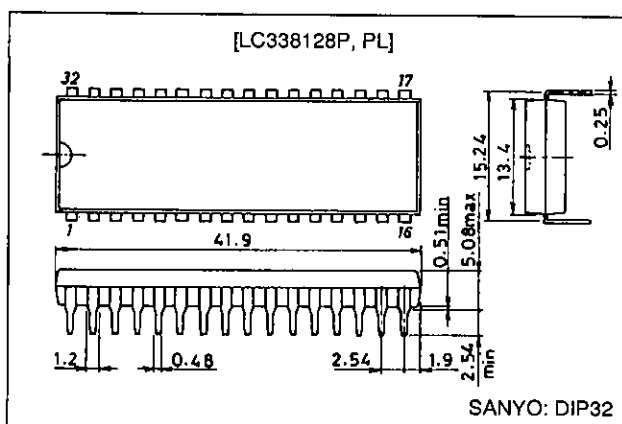 [LC338128P, PL]
32 17
1 16
41.9
15.24
13.4
0.25
0.51min
5.08max
2.54
min
1.2 0.48 2.54 1.9
SANYO: DIP32